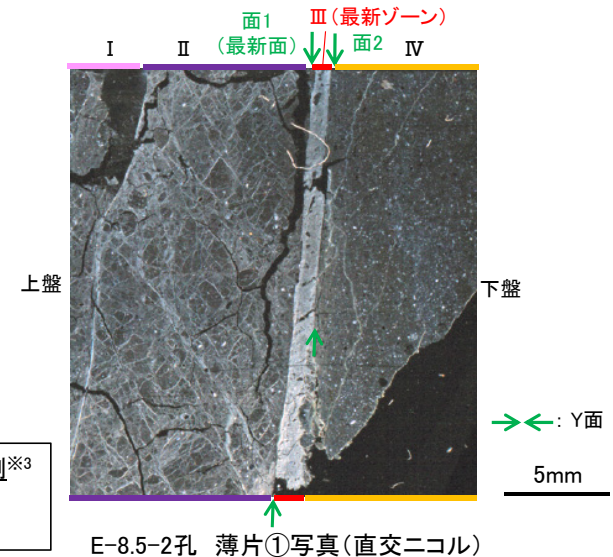 面1
(最新面)
Ⅲ(最新ゾーン)
面2
Ⅰ
Ⅱ
Ⅳ
上盤
下盤
: Y面
※3
5mm
E-8.5-2孔 薄片①写真(直交ニコル)